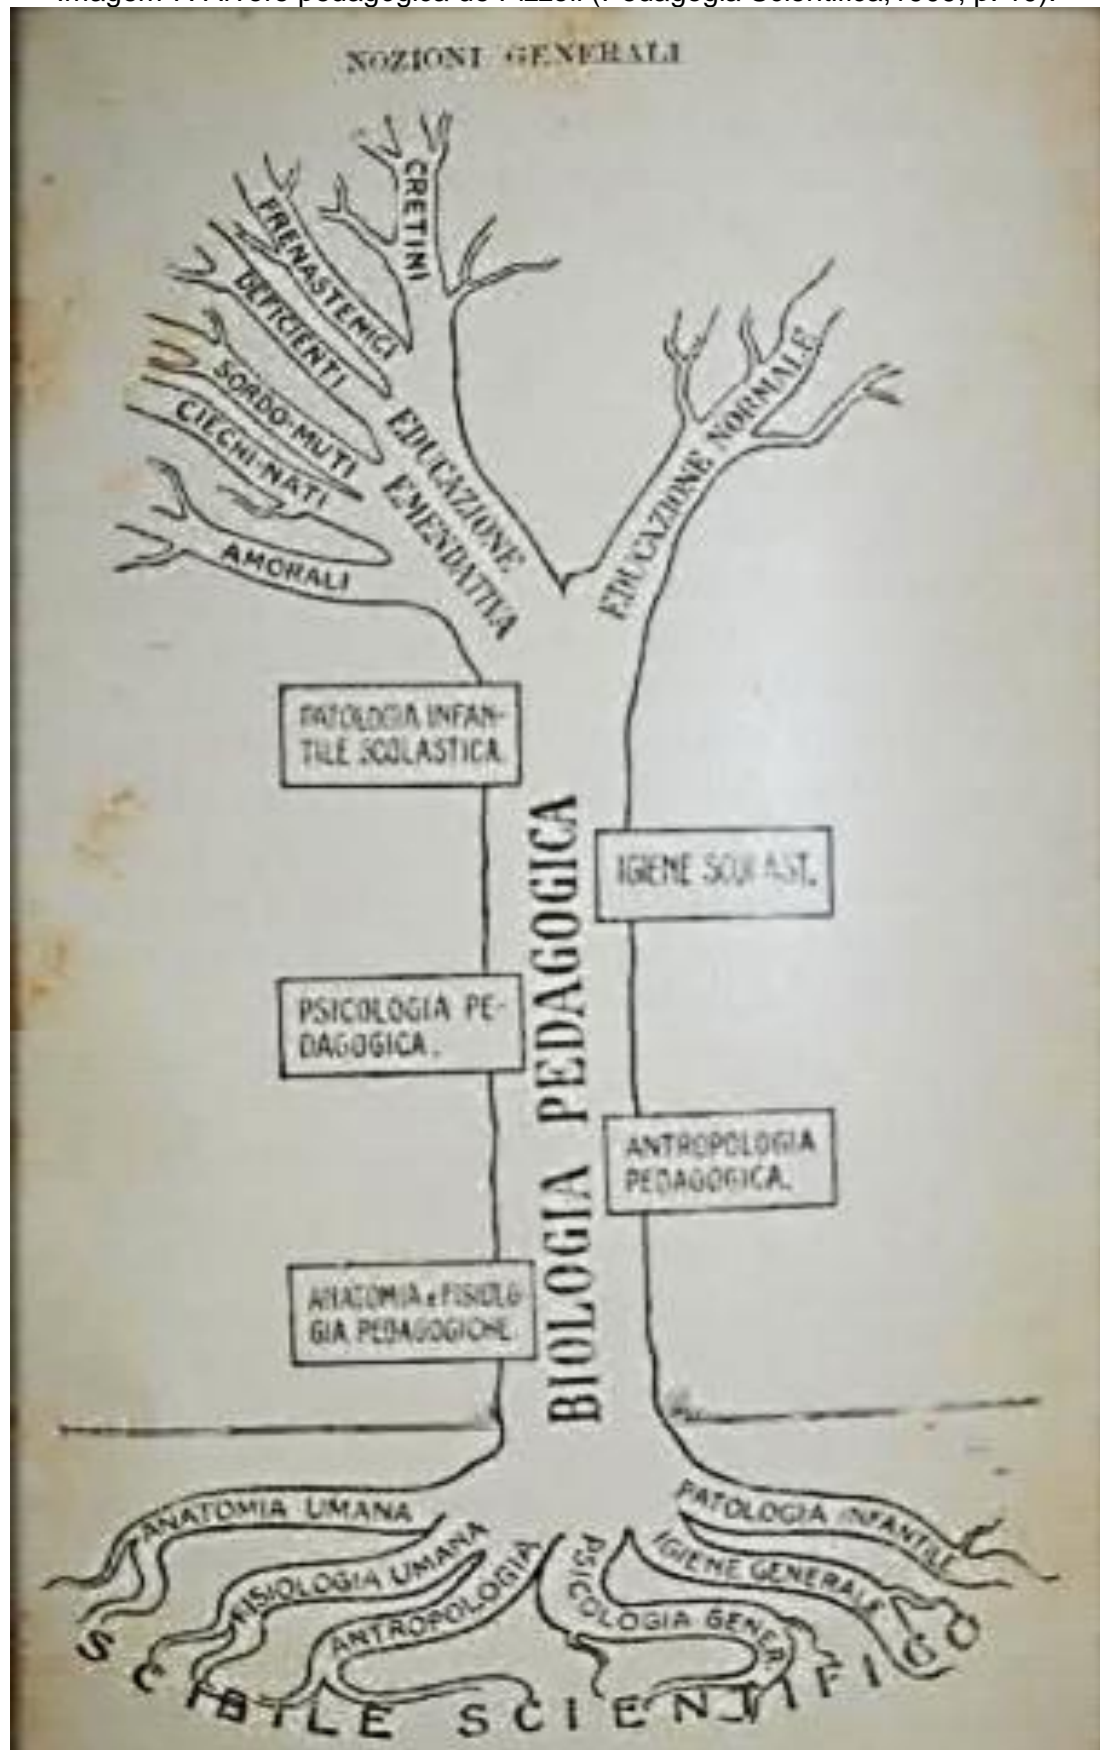 NOZIONI GENERALI
CRETINI
FRENASTENICI
DEFICIENTI
SORDO-MUTI
CIECHI-NATI
AMORALI
EDUCAZIONE
EMENDATIVA
EDUCAZIONE NORMALE
PATOLOGIA INFAN-
TILE SCOLASTICA.
IGIENE SCOLAST.
PSICOLOGIA PE-
DAGOGICA.
ANTROPOLOGIA
PEDAGOGICA.
ANATOMIA e FISIOLO-
GIA PEDAGOGICHE.
BIOLOGIA PEDAGOGICA
ANATOMIA UMANA
FISIOLOGIA UMANA
ANTROPOLOGIA
PSICOLOGIA GENER
IGIENE GENERALE
PATOLOGIA INFANTILE
SCIBILE SCIENTIFICO